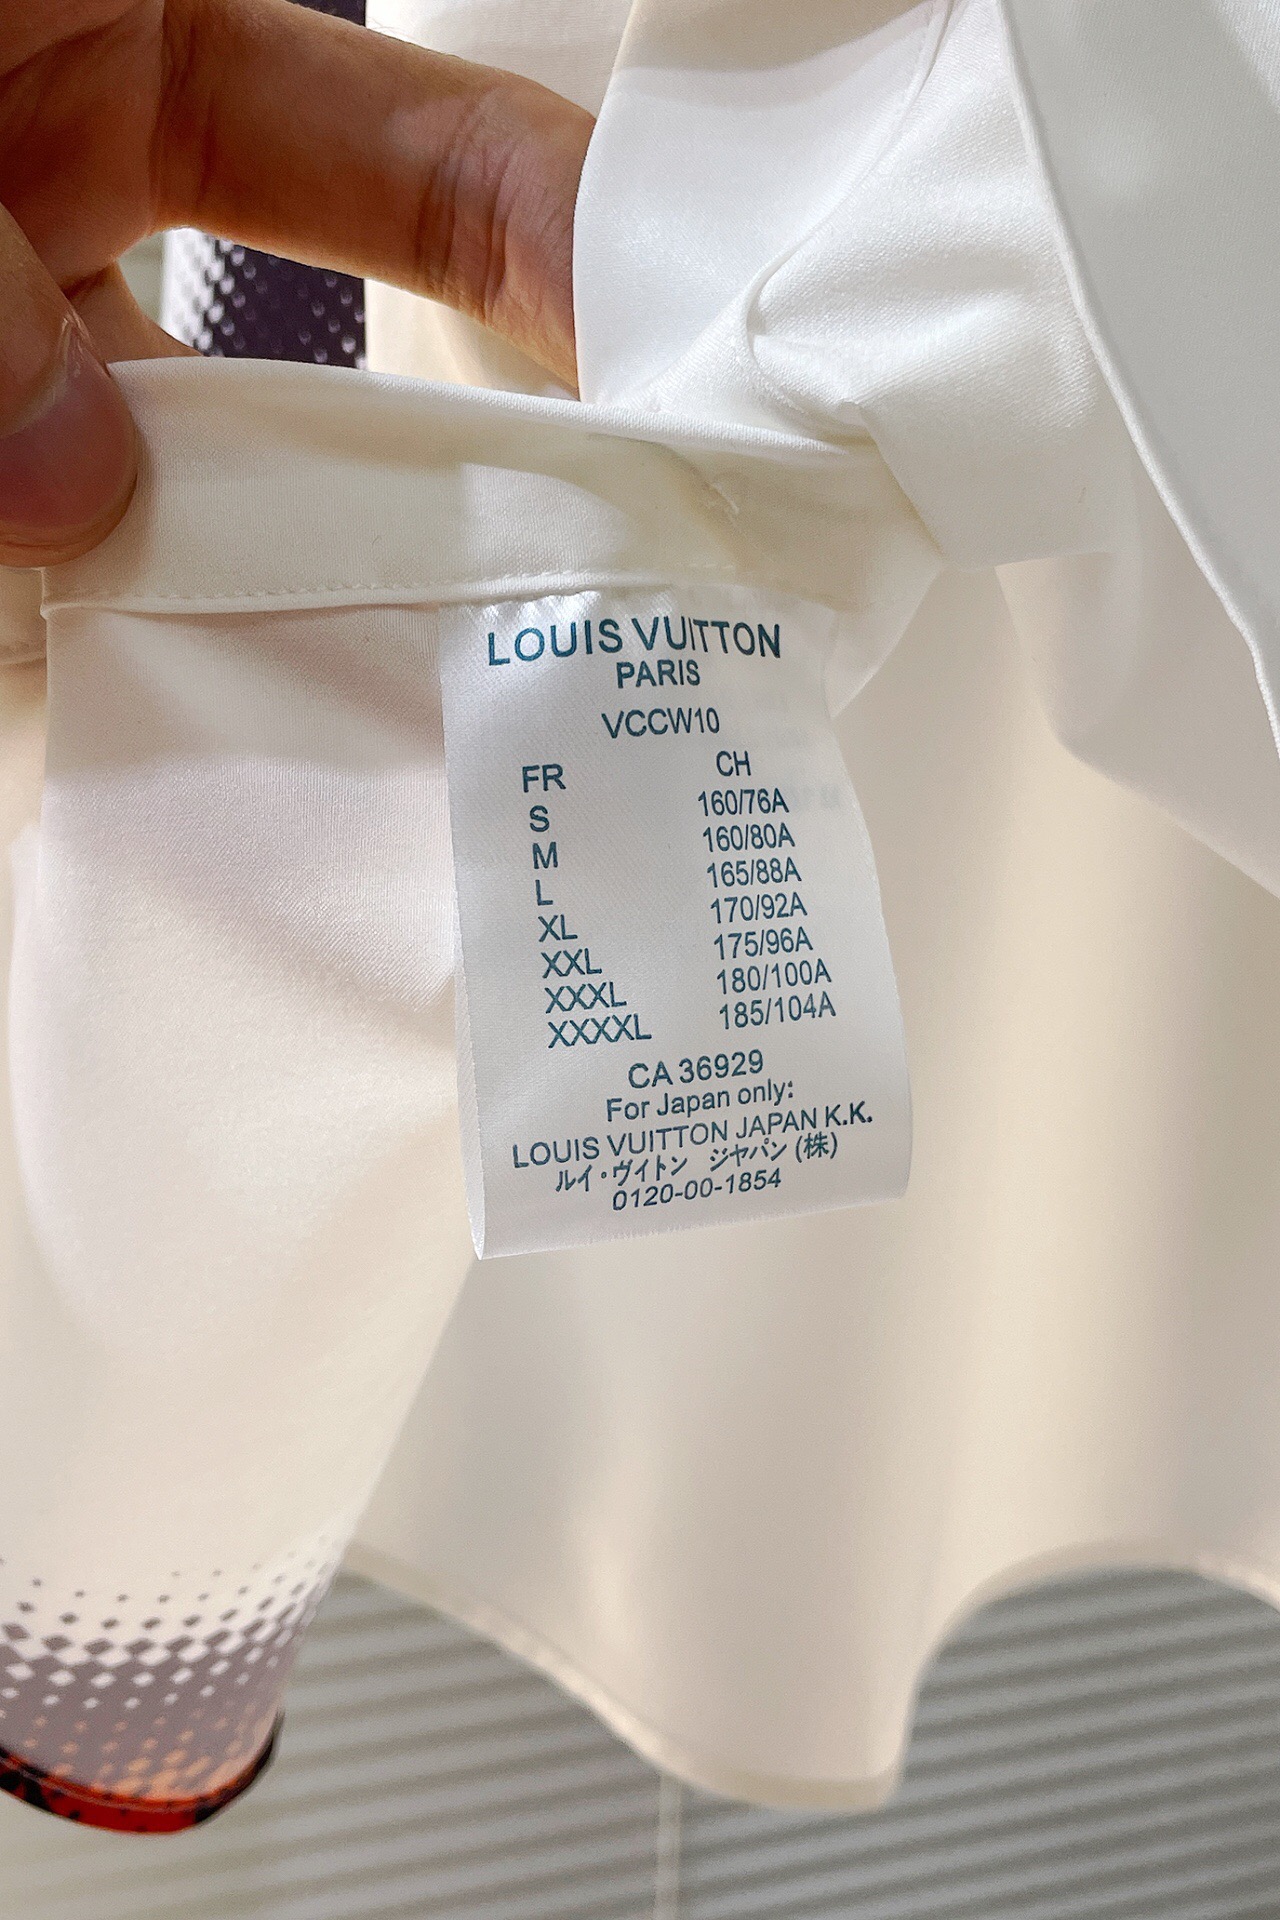 LOUIS VUITTON
PARIS
VCCW10
FR CH
S 160/76A
M 160/80A
L 165/88A
XL 170/92A
XXL 175/96A
XXXL 180/100A
XXXXL 185/104A
CA 36929
For Japan only:
LOUIS VUITTON JAPAN K.K.
ルイ・ヴィトン ジャパン (株)
0120-00-1854